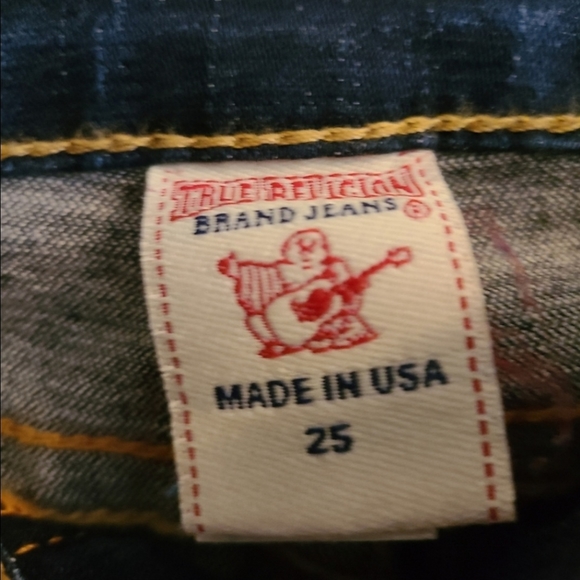 TRUE RELIGION
BRAND JEANS ®
MADE IN USA
25